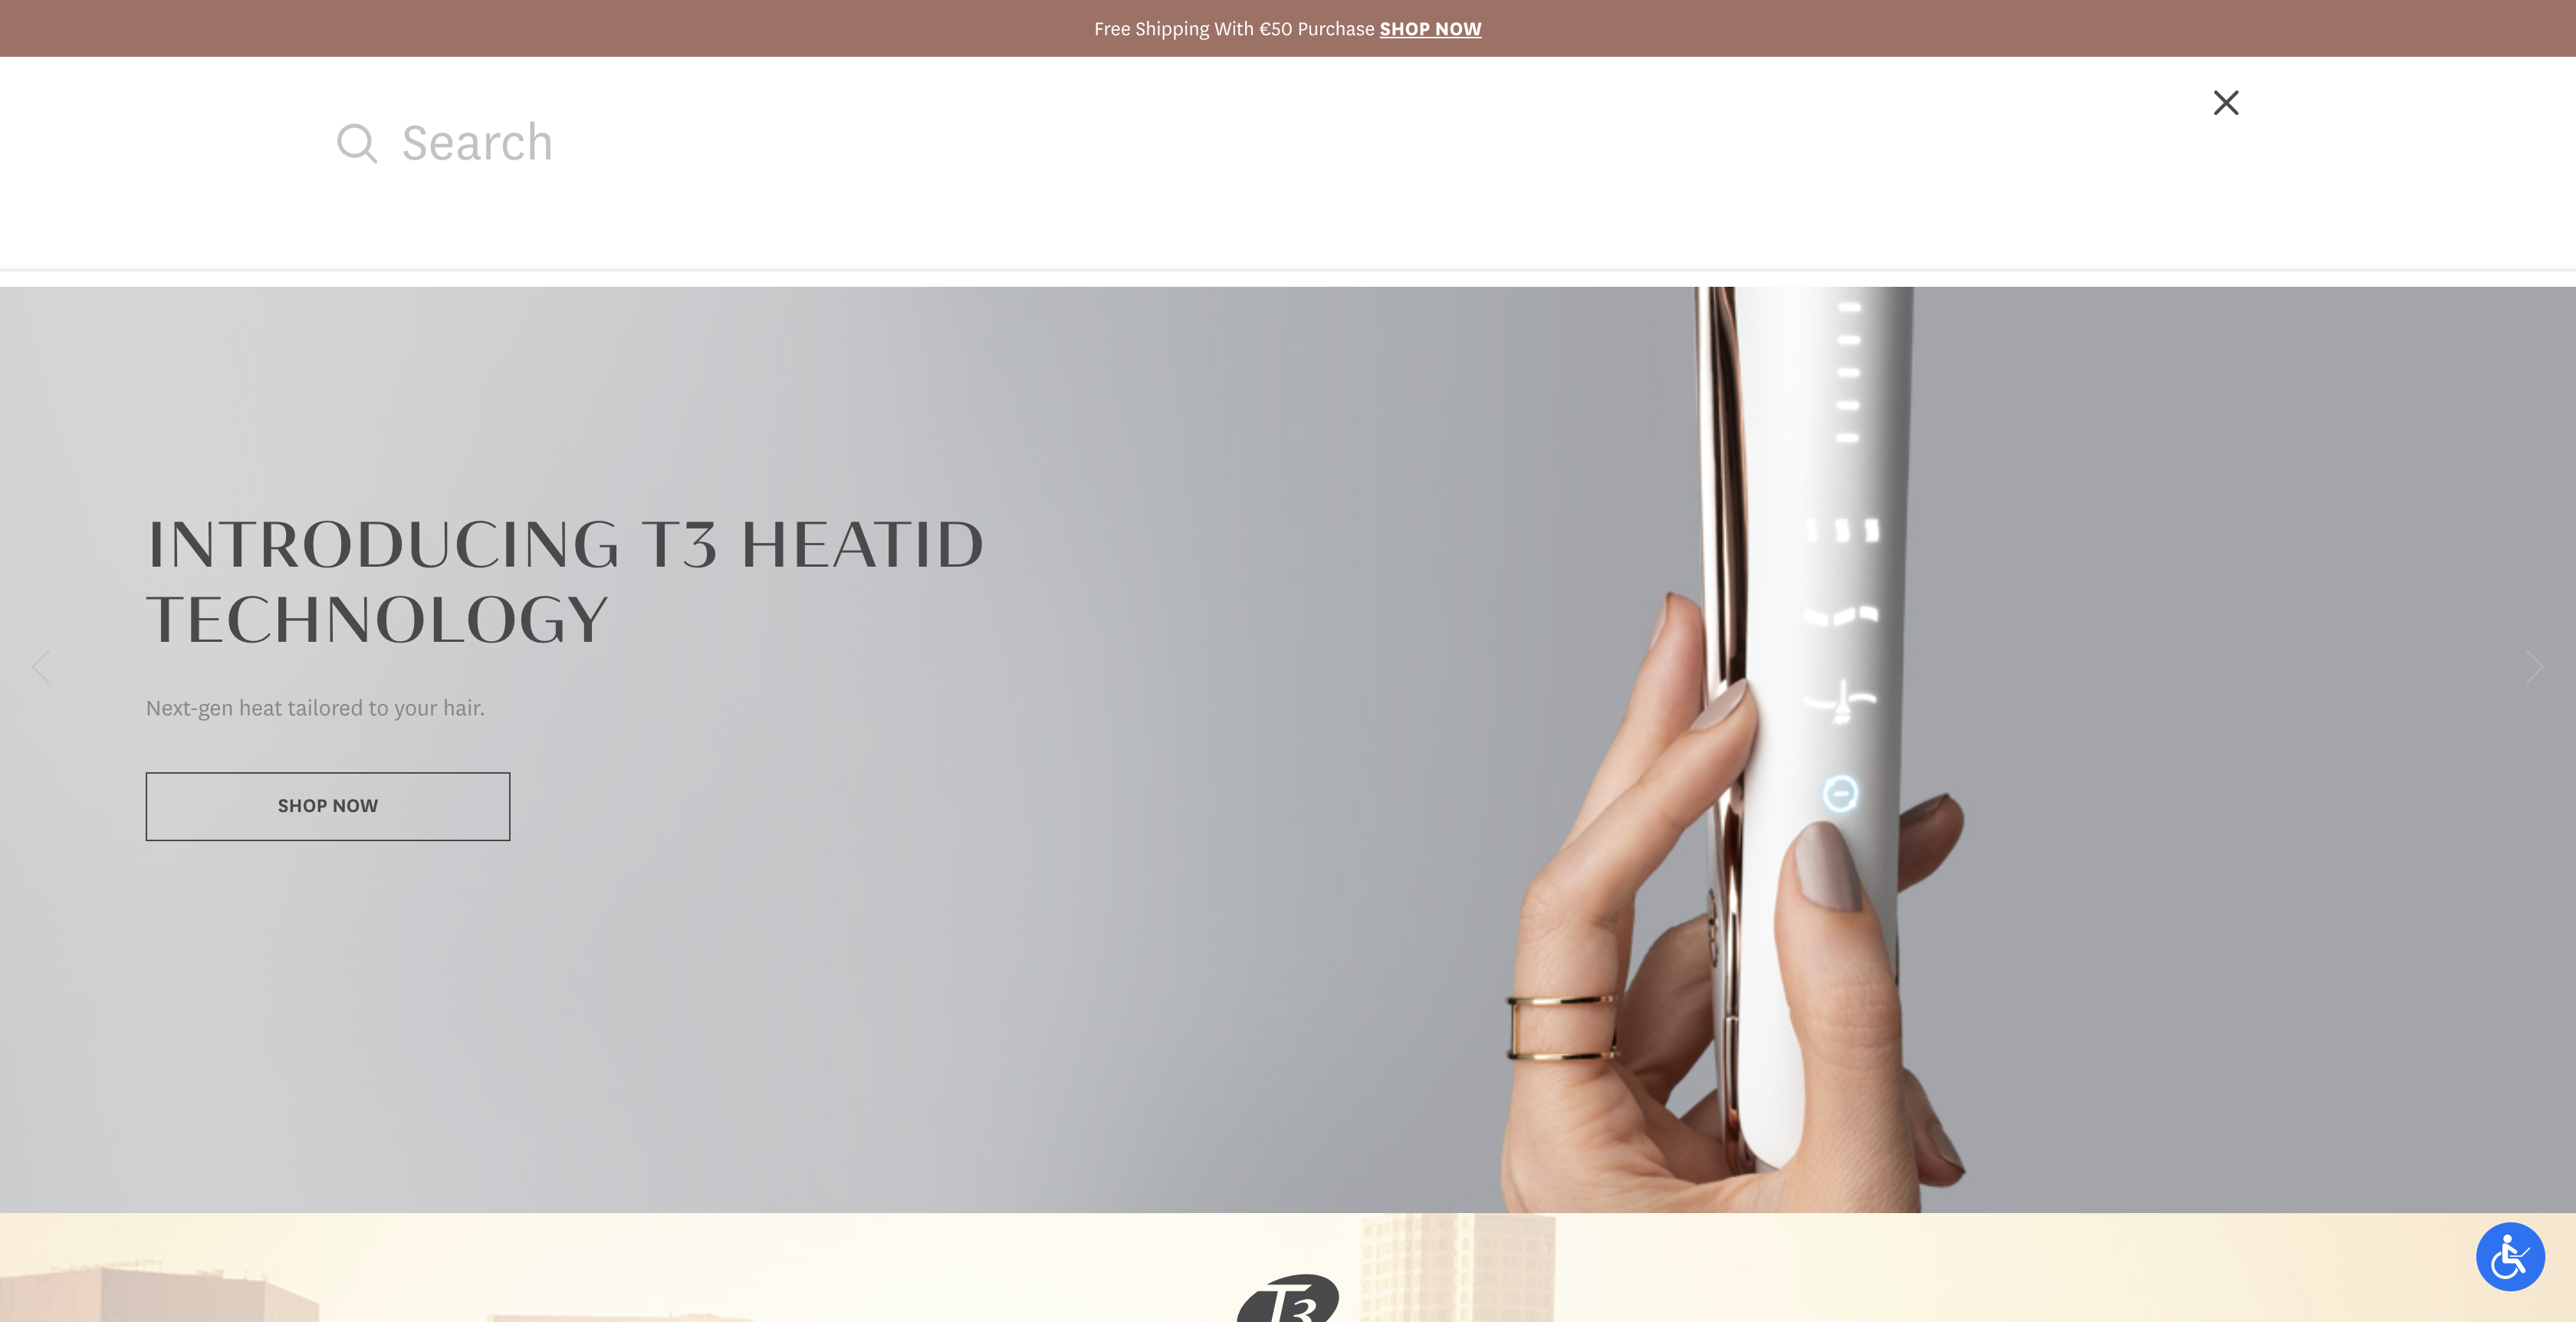 Free Shipping With €50 Purchase SHOP NOW
Search
INTRODUCING T3 HEATID
TECHNOLOGY
Next-gen heat tailored to your hair.
SHOP NOW
T3